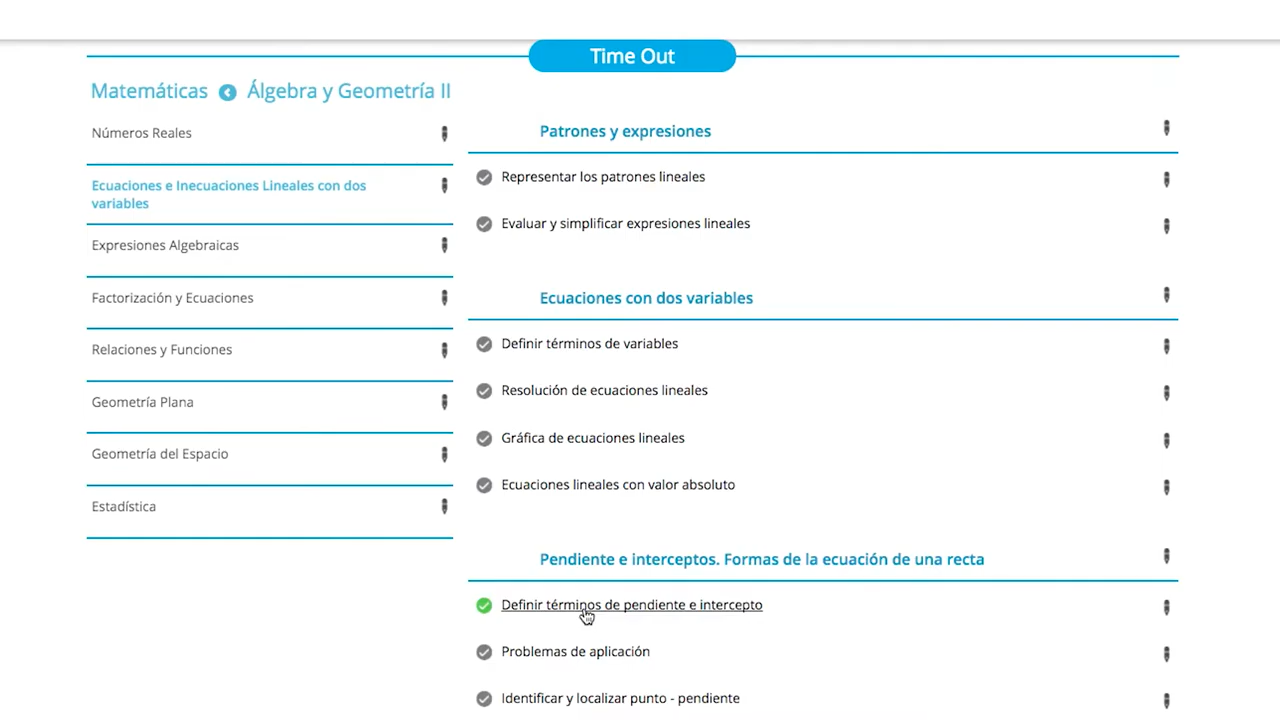 Time Out
Matemáticas Álgebra y Geometría II
Números Reales
Ecuaciones e Inecuaciones Lineales con dos
variables
Expresiones Algebraicas
Factorización y Ecuaciones
Relaciones y Funciones
Geometría Plana
Geometría del Espacio
Estadística
Patrones y expresiones
Representar los patrones lineales
Evaluar y simplificar expresiones lineales
Ecuaciones con dos variables
Definir términos de variables
Resolución de ecuaciones lineales
Gráfica de ecuaciones lineales
Ecuaciones lineales con valor absoluto
Pendiente e interceptos. Formas de la ecuación de una recta
Definir términos de pendiente e intercepto
Problemas de aplicación
Identificar y localizar punto - pendiente